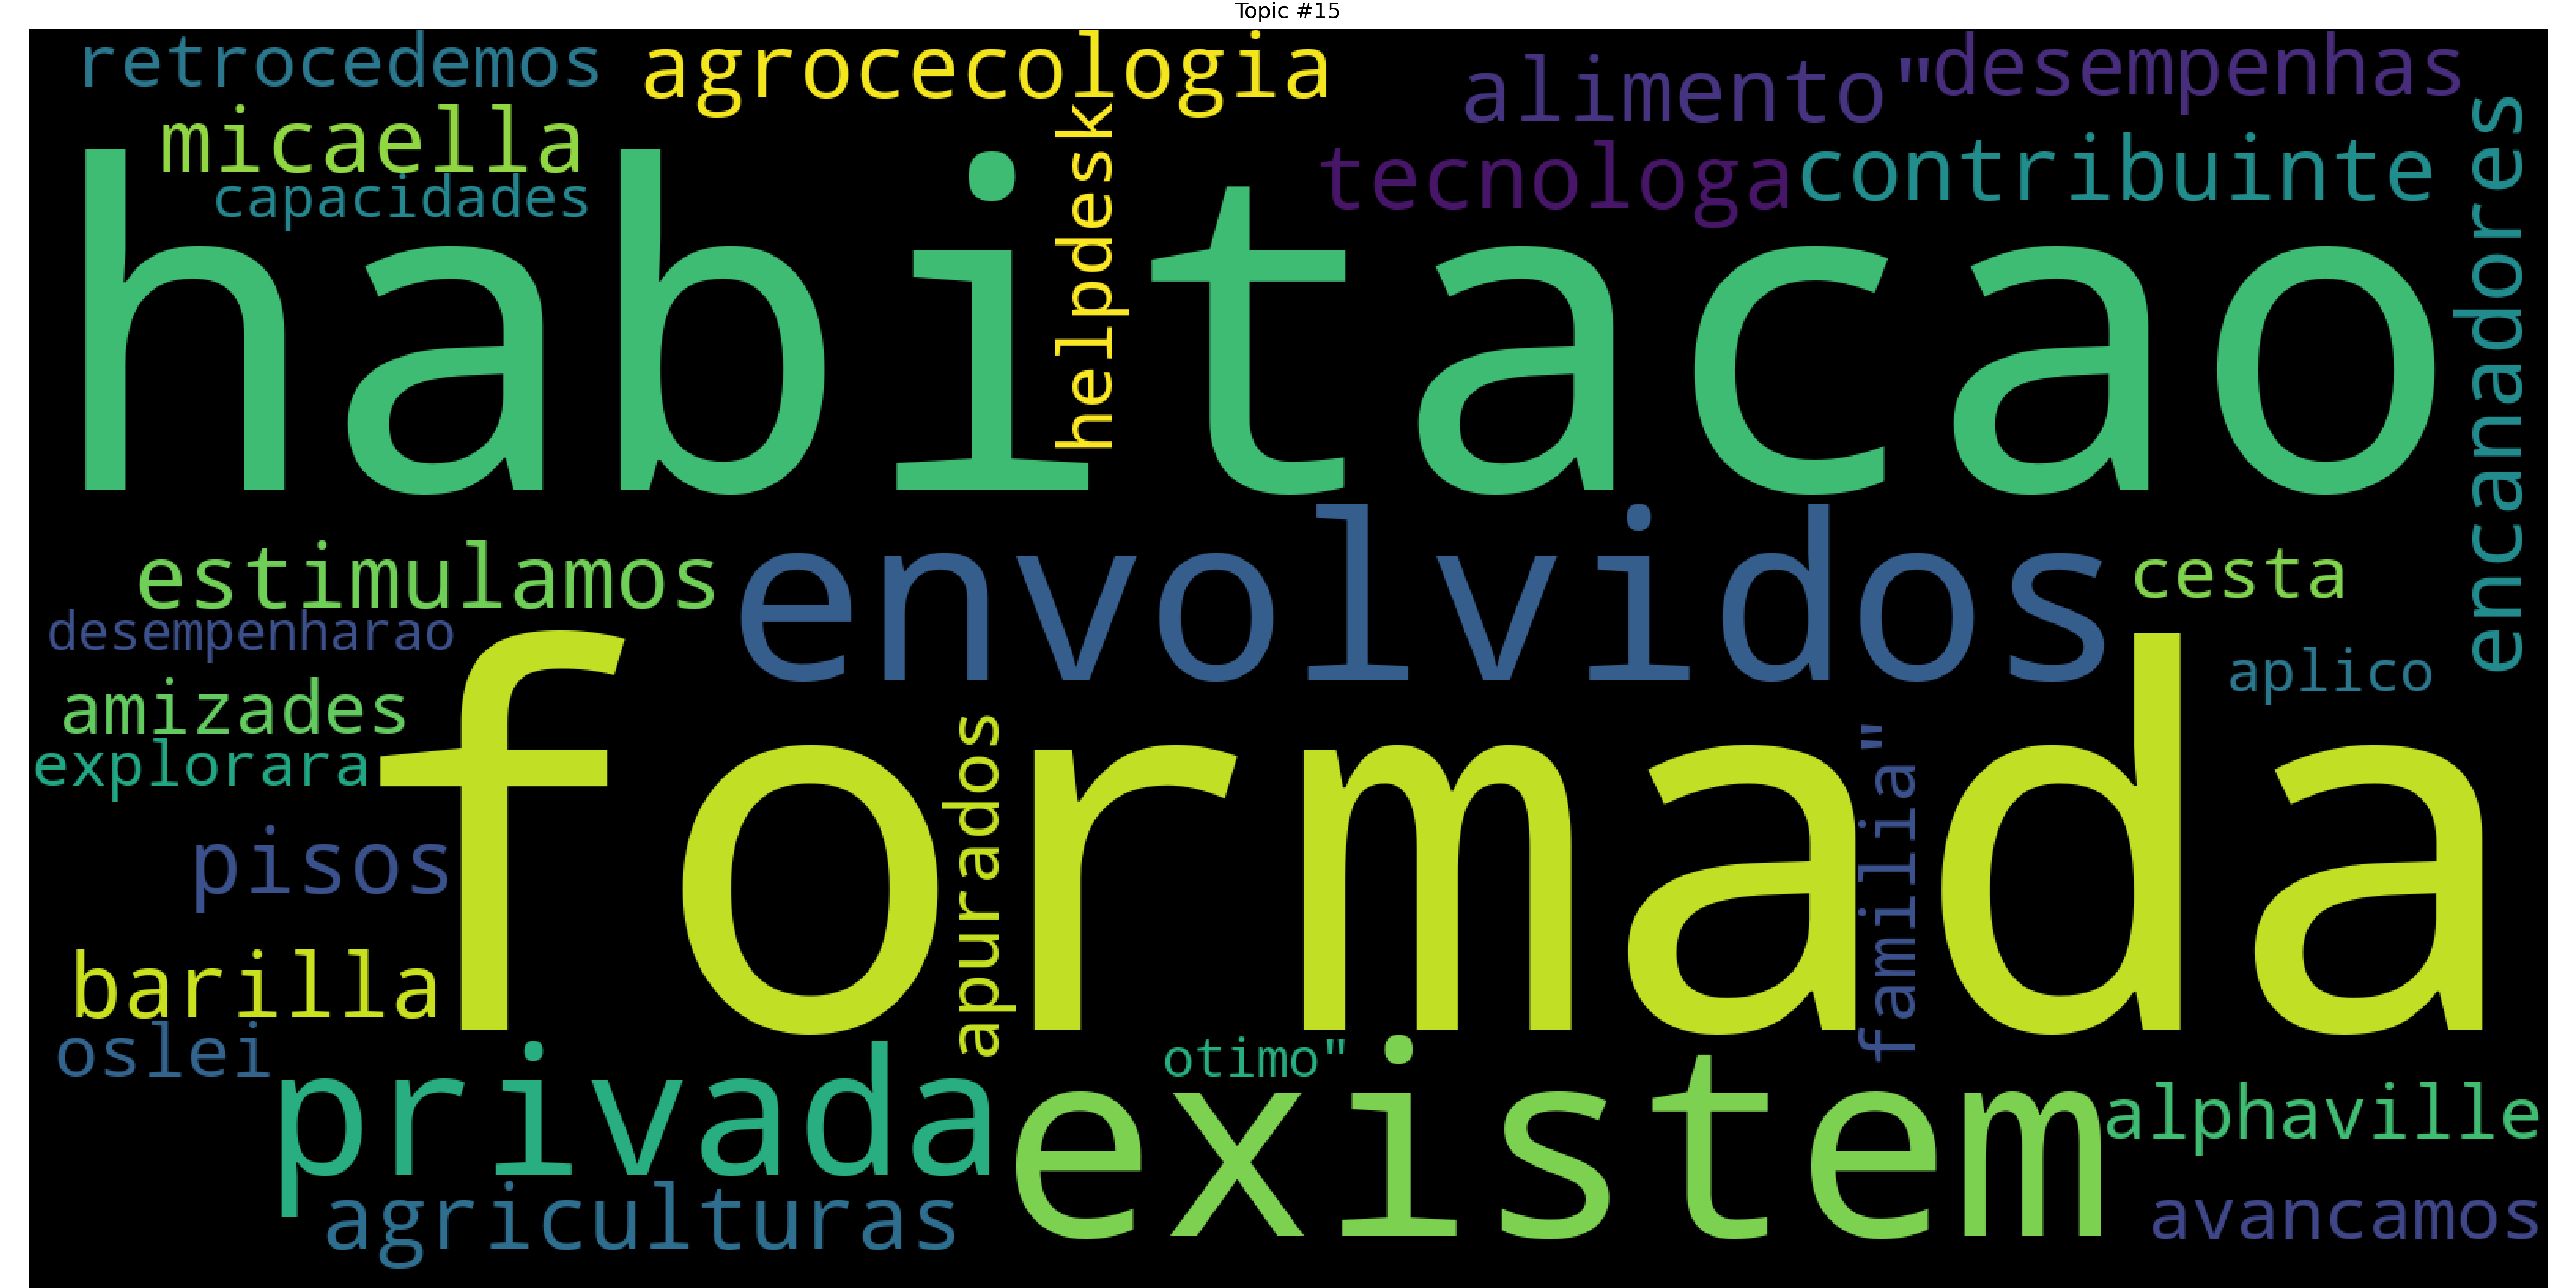 Topic #15
retrocedemos
agrocecologia
alimento"
desempenhas
micaella
helpdesk
tecnologa
contribuinte
encanadores
capacidades
habitacao
estimulamos
envolvidos
cesta
desempenharao
aplico
amizades
formada
explorara
apurados
familia"
pisos
barilla
oslei
privada
otimo"
existem
alphaville
agriculturas
avancamos